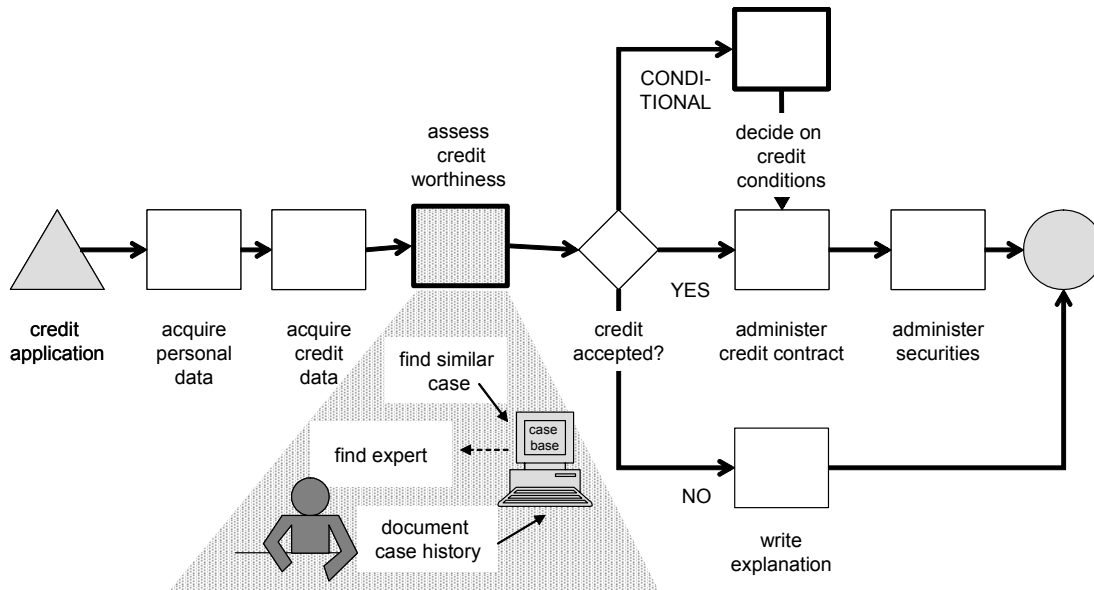 CONDI-
TIONAL
decide on
credit
conditions
assess
credit
worthiness
YES
credit
application
acquire
personal
data
acquire
credit
data
credit
accepted?
administer
credit contract
administer
securities
find similar
case
case
base
find expert
document
case history
NO
write
explanation